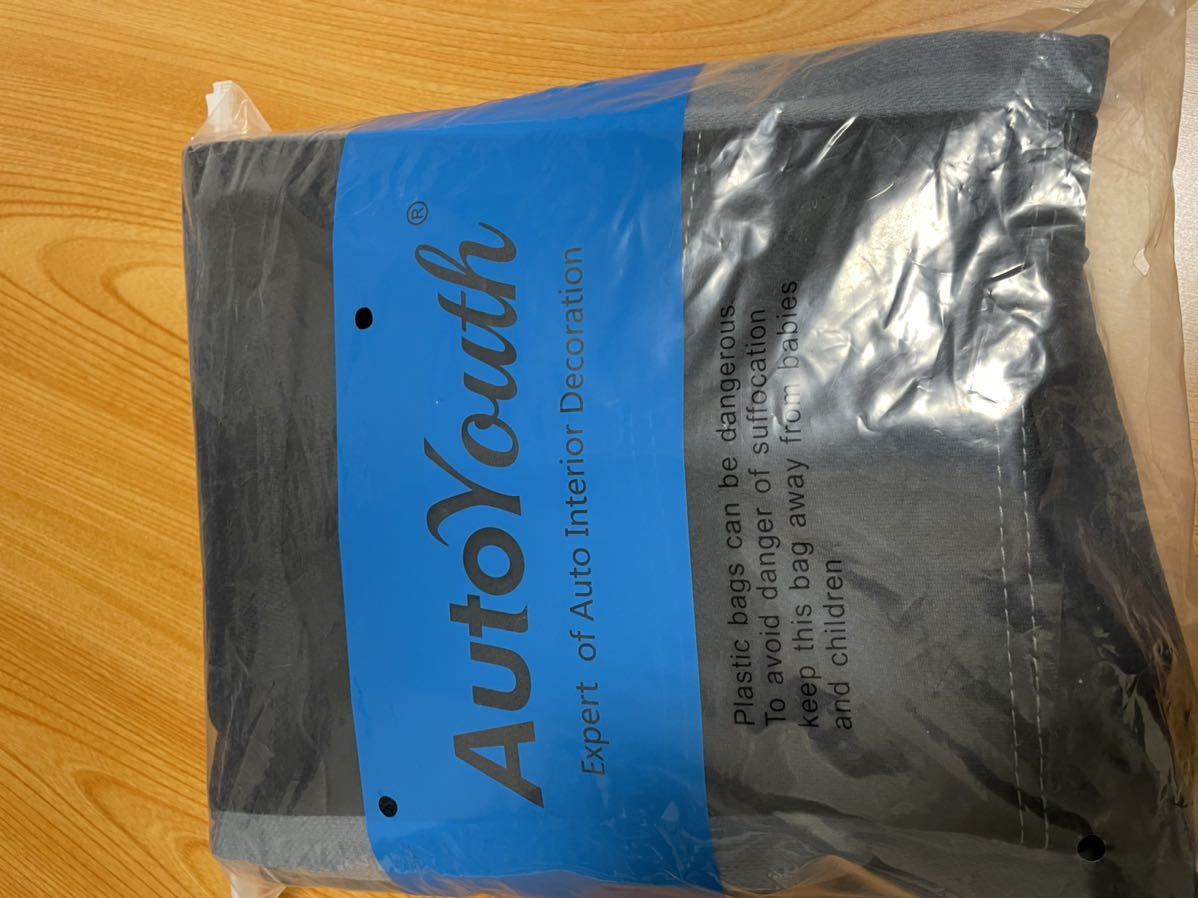 AutoYouth®
Expert of Auto Interior Decoration
Plastic bags can be dangerous.
To avoid danger of suffocation
keep this bag away from babies
and children